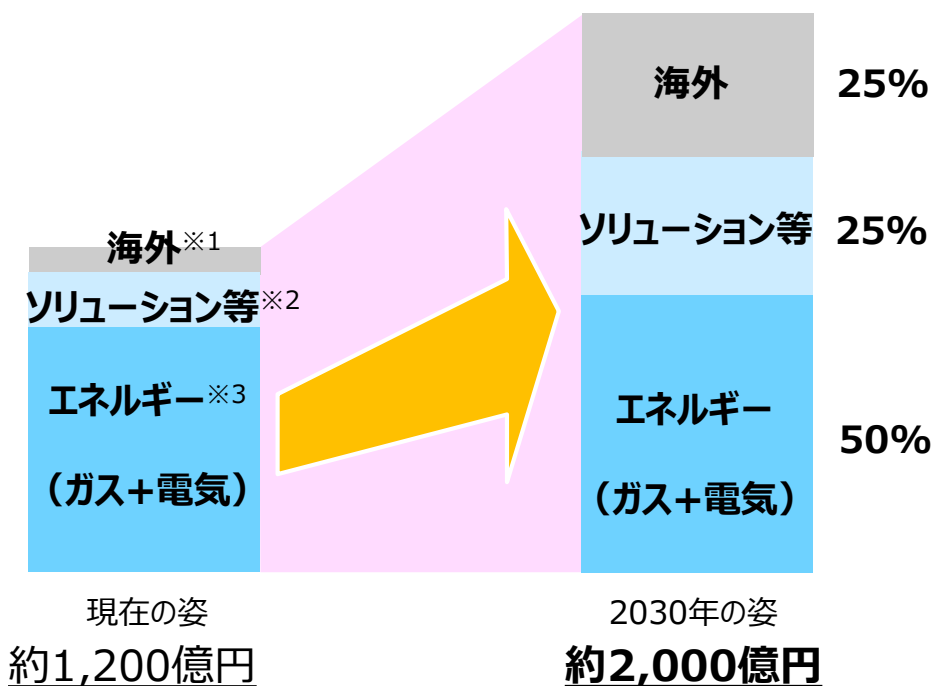 海外※1
ソリューション等※2
エネルギー※3
（ガス+電気）
現在の姿
約1,200億円
海外
25%
ソリューション等
25%
エネルギー
（ガス+電気）
50%
2030年の姿
約2,000億円